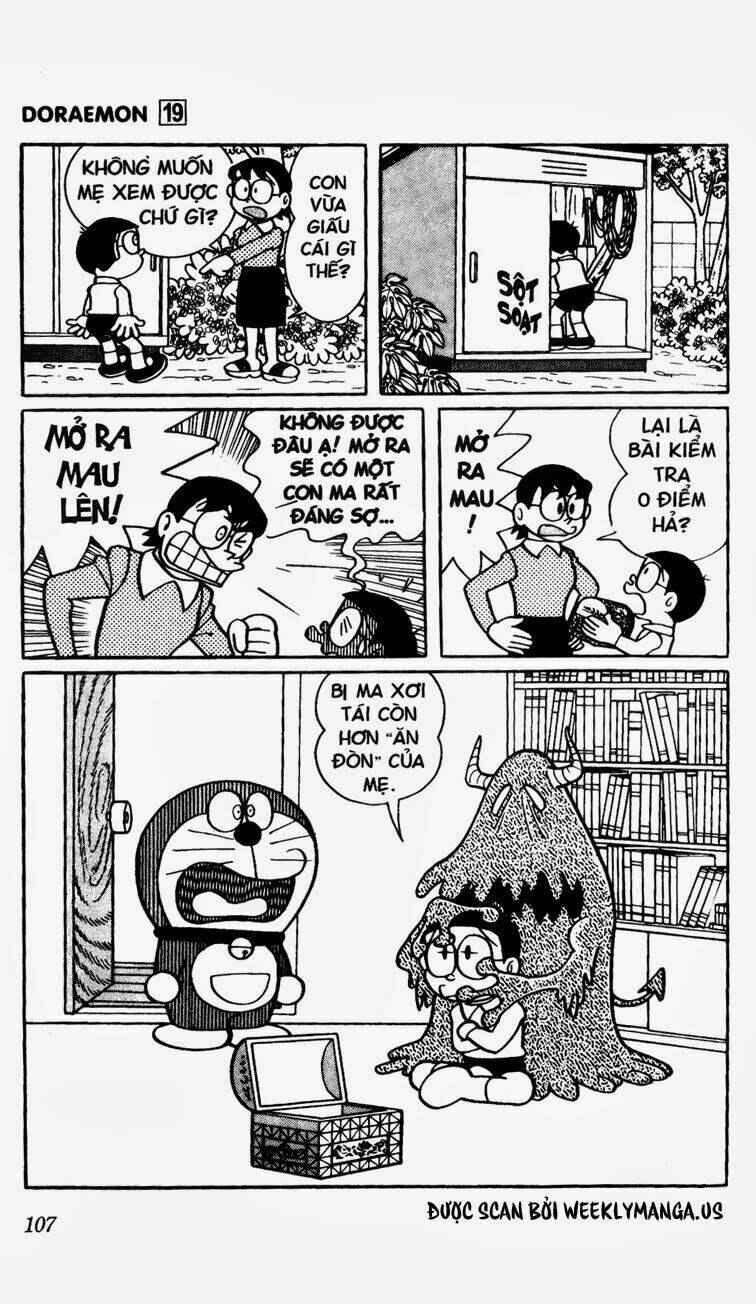 DORAEMON 19
SỘT
SOẠT
CON
VỪA
GIẤU
CÁI GÌ
THẾ?
KHÔNG MUỐN
MẸ XEM ĐƯỢC
CHỨ GÌ?
LẠI LÀ
BÀI KIỂM
TRA
0 ĐIỂM
HẢ?
MỞ
RA
MAU
!
KHÔNG ĐƯỢC
ĐÂU Ạ! MỞ RA
SẼ CÓ MỘT
CON MA RẤT
ĐÁNG SỢ...
MỞ RA
MAU
LÊN!
BỊ MA XƠI
TÁI CÒN
HƠN "ĂN
ĐÒN" CỦA
MẸ.
107
ĐƯỢC SCAN BỞI WEEKLYMANGA.US